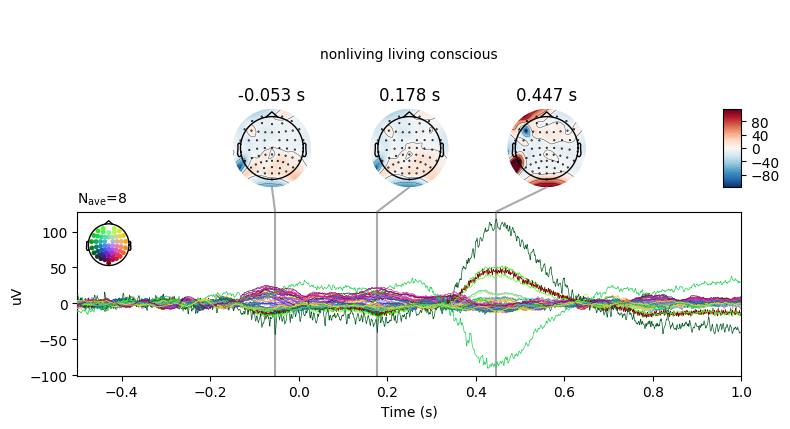 nonliving living conscious
-0.053 s 0.178 s 0.447 s
80
40
0
−40
−80
Nave=8
100
50
0
−50
−100
uV
−0.4 −0.2 0.0 0.2 0.4 0.6 0.8 1.0
Time (s)